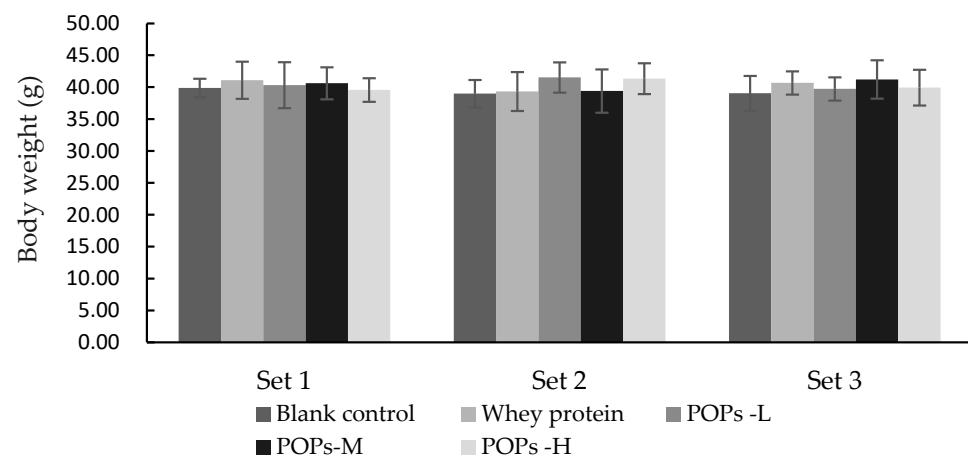 50.00
45.00
40.00
35.00
30.00
25.00
20.00
15.00
10.00
5.00
0.00
Body weight (g)
Set 1 Set 2 Set 3
Blank control Whey protein POPs -L
POPs-M POPs -H